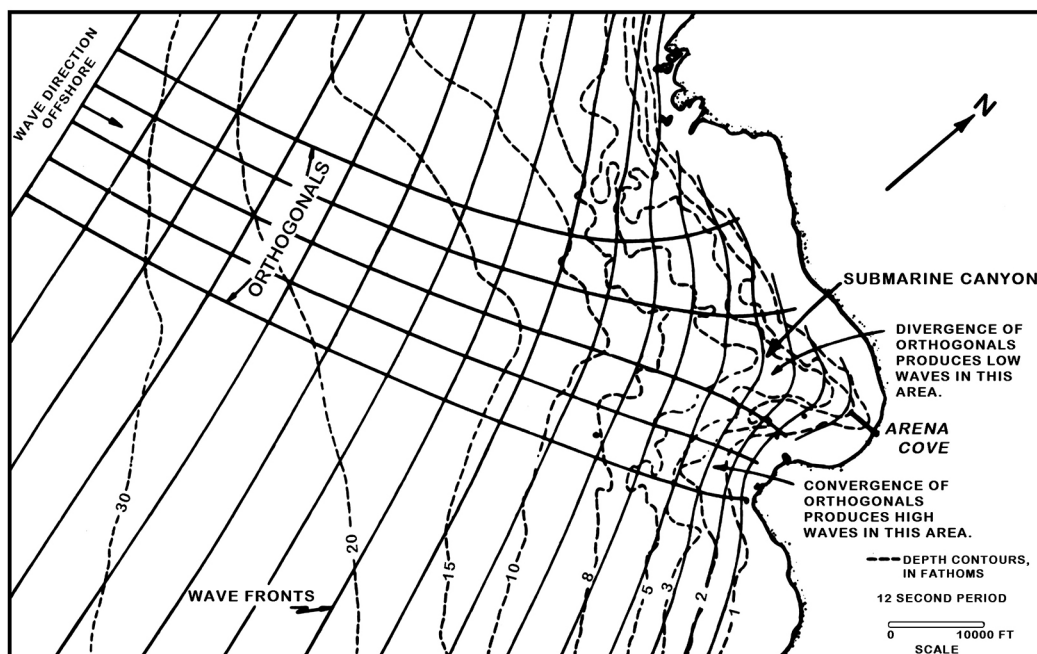 WAVE DIRECTION
OFFSHORE
ORTHOGONALS
N
SUBMARINE CANYON
DIVERGENCE OF
ORTHOGONALS
PRODUCES LOW
WAVES IN THIS
AREA.
ARENA
COVE
CONVERGENCE OF
ORTHOGONALS
PRODUCES HIGH
WAVES IN THIS AREA.
30
20
15
10
8
5
3
2
1
WAVE FRONTS
DEPTH CONTOURS,
IN FATHOMS
12 SECOND PERIOD
0 10000 FT
SCALE